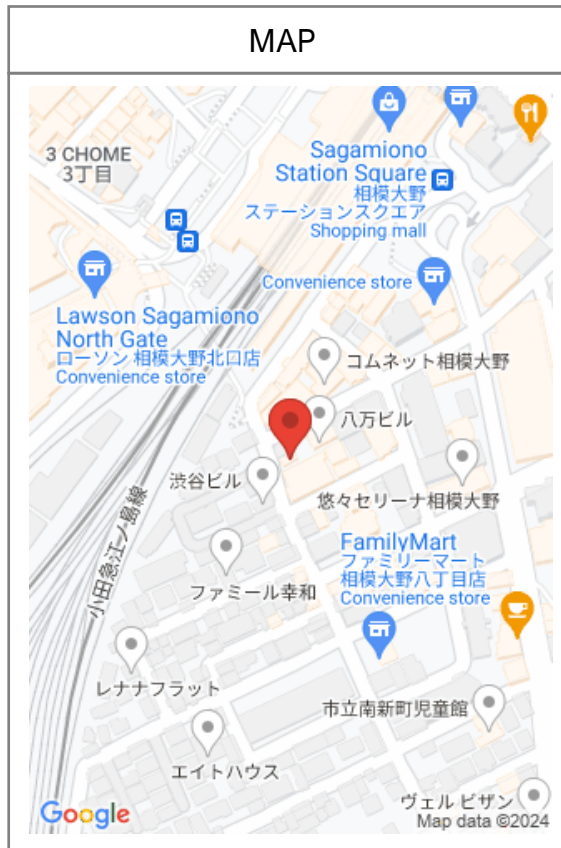 MAP
3 CHOME
3丁目
Sagamiono
Station Square
相模大野
ステーションスクエア
Shopping mall
Convenience store
Lawson Sagamiono
North Gate
ローソン 相模大野北口店
Convenience store
コムネット相模大野
八万ビル
渋谷ビル
悠々セリーナ相模大野
小田急江ノ島線
FamilyMart
ファミリーマート
相模大野八丁目店
Convenience store
ファミール幸和
レナナフラット
市立南新町児童館
エイトハウス
ヴェルビザン
Google
Map data ©2024